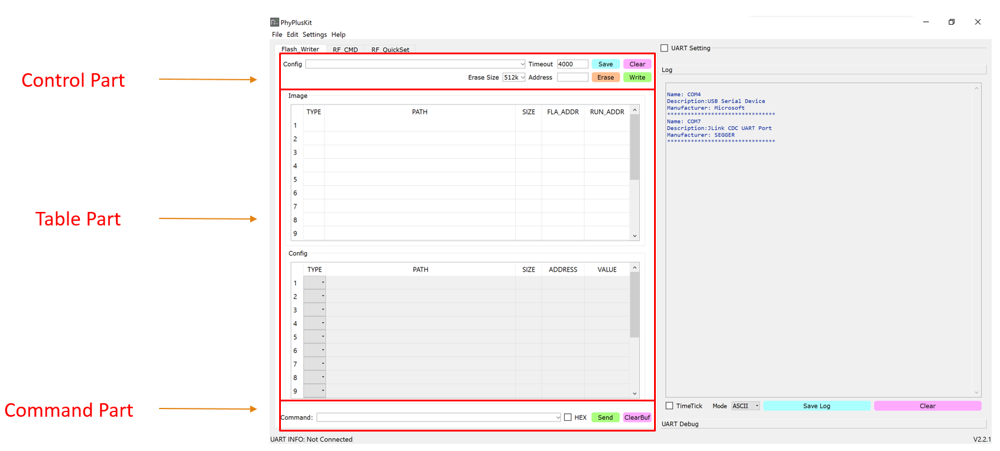 PhyPlusKit
File Edit Settings Help
Flash_Writer RF_CMD RF_QuickSet
Control Part
Config Timeout 4000 Save Clear
Erase Size 512k Address Erase Write
Table Part
Image
TYPE PATH SIZE FLA_ADDR RUN_ADDR
1
2
3
4
5
6
7
8
9
Config
TYPE PATH SIZE ADDRESS VALUE
1
2
3
4
5
6
7
8
9
Command Part
Command: HEX Send ClearBuf
UART Setting
Log
Name: COM4
Description:USB Serial Device
Manufacturer: Microsoft
********************************
Name: COM7
Description:JLink CDC UART Port
Manufacturer: SEGGER
********************************
TimeTick Mode ASCII Save Log Clear
UART Debug
UART INFO: Not Connected V2.2.1